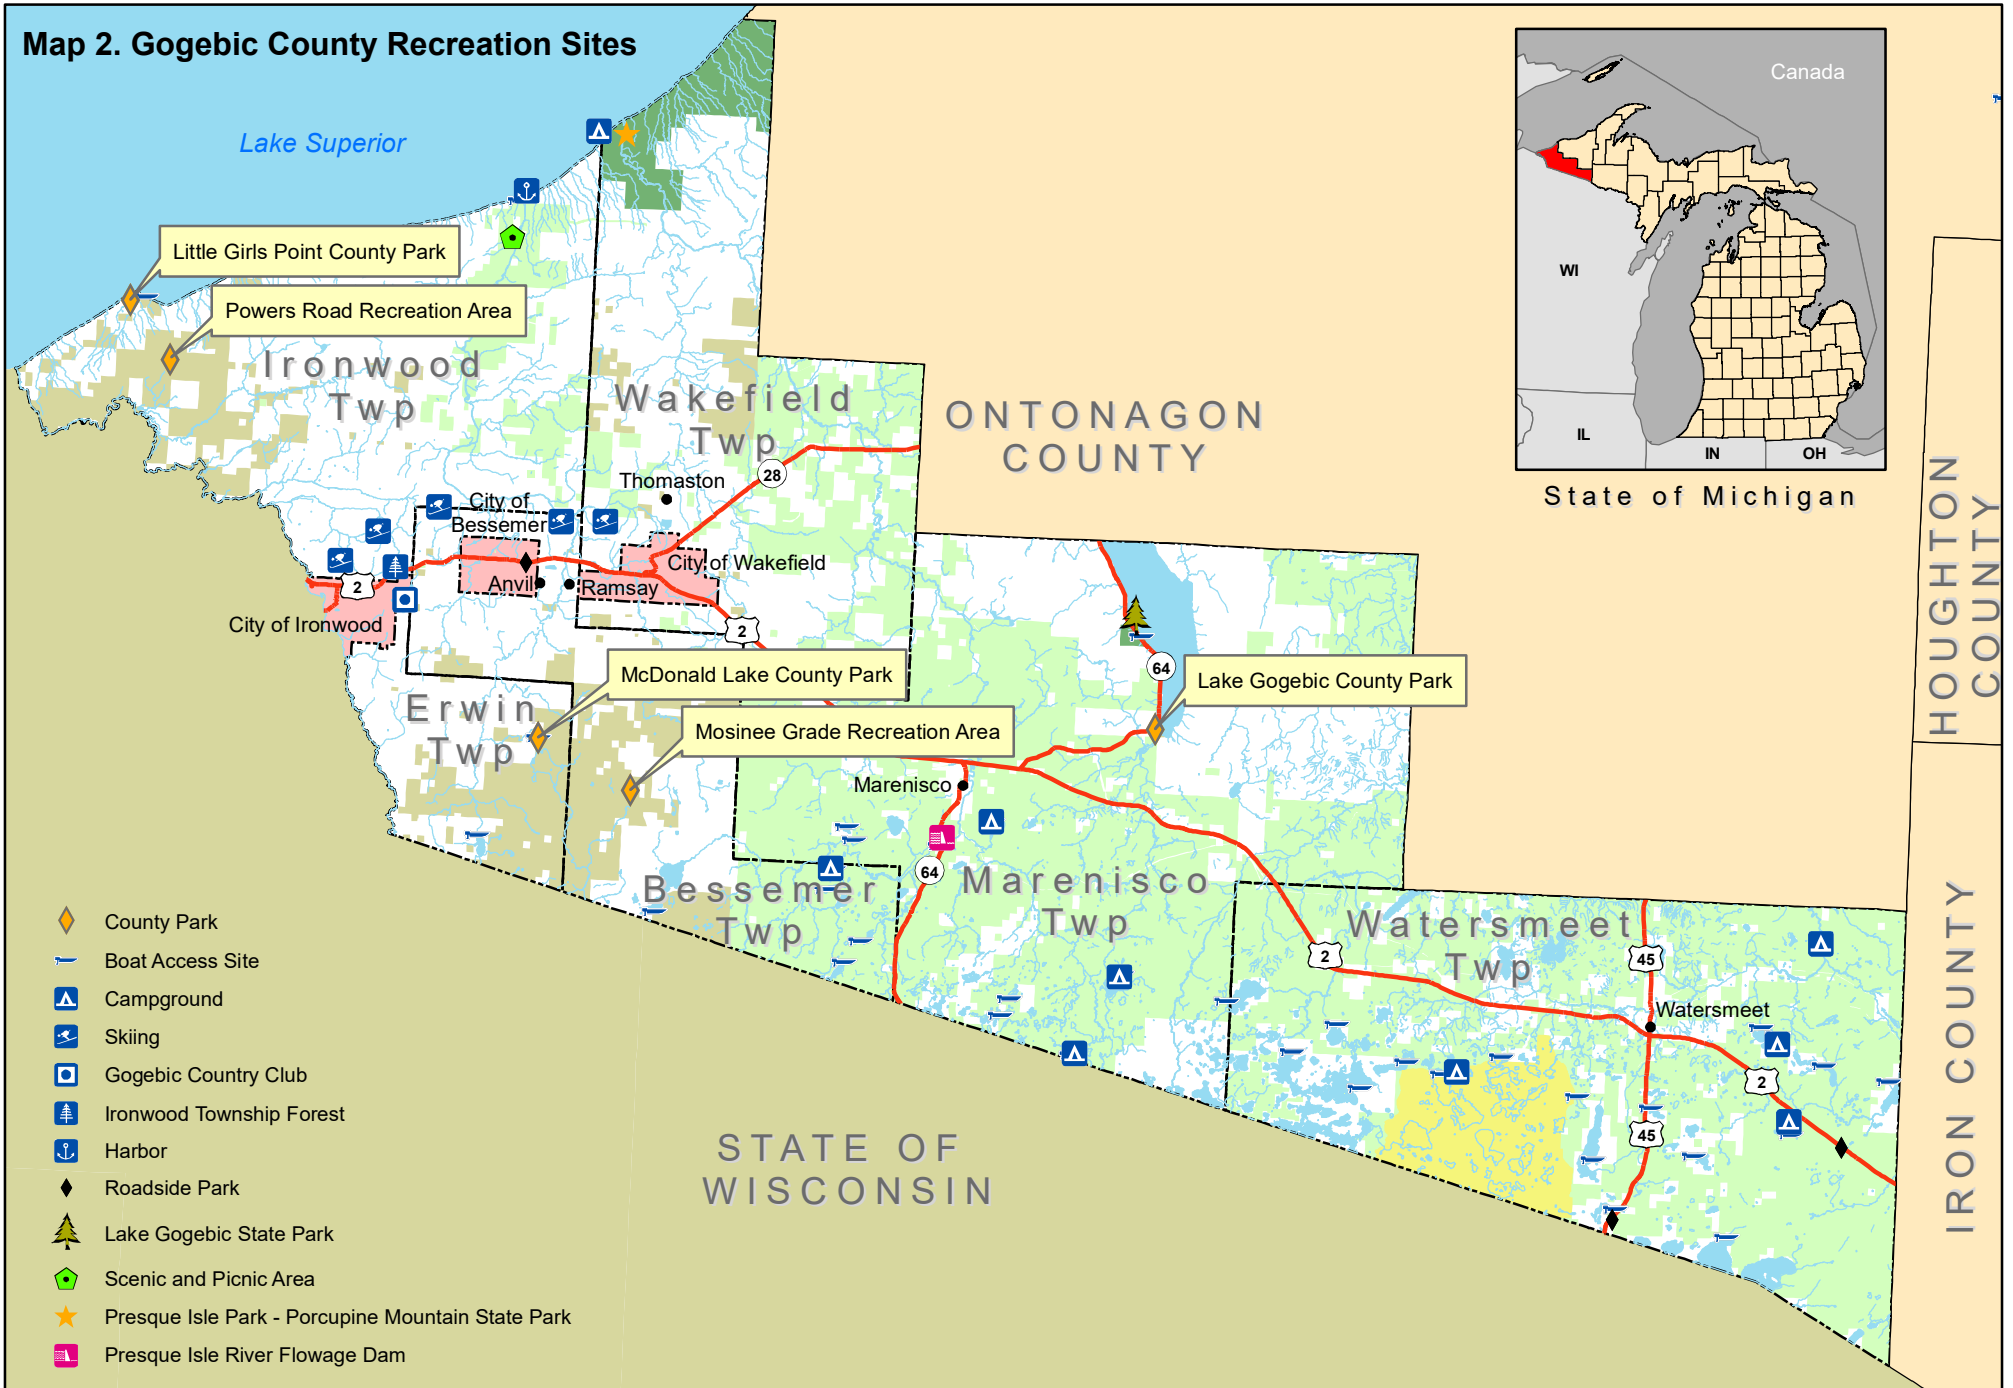 Map 2. Gogebic County Recreation Sites
Canada
Lake Superior
Little Girls Point County Park
WI
Powers Road Recreation Area
Ironwood
Twp
Wakefield
Twp
ONTONAGON
COUNTY
IL
IN
OH
State of Michigan
HOUGHTON
COUNTY
28
Thomaston
City of
Bessemer
City of Wakefield
2
Anvil
Ramsay
City of Ironwood
2
McDonald Lake County Park
64
Lake Gogebic County Park
Erwin
Twp
Mosinee Grade Recreation Area
Marenisco
64
Bessemer
Twp
Marenisco
Twp
Watersmeet
Twp
2
45
Watersmeet
2
45
IRON COUNTY
STATE OF
WISCONSIN
County Park
Boat Access Site
Campground
Skiing
Gogebic Country Club
Ironwood Township Forest
Harbor
Roadside Park
Lake Gogebic State Park
Scenic and Picnic Area
Presque Isle Park - Porcupine Mountain State Park
Presque Isle River Flowage Dam